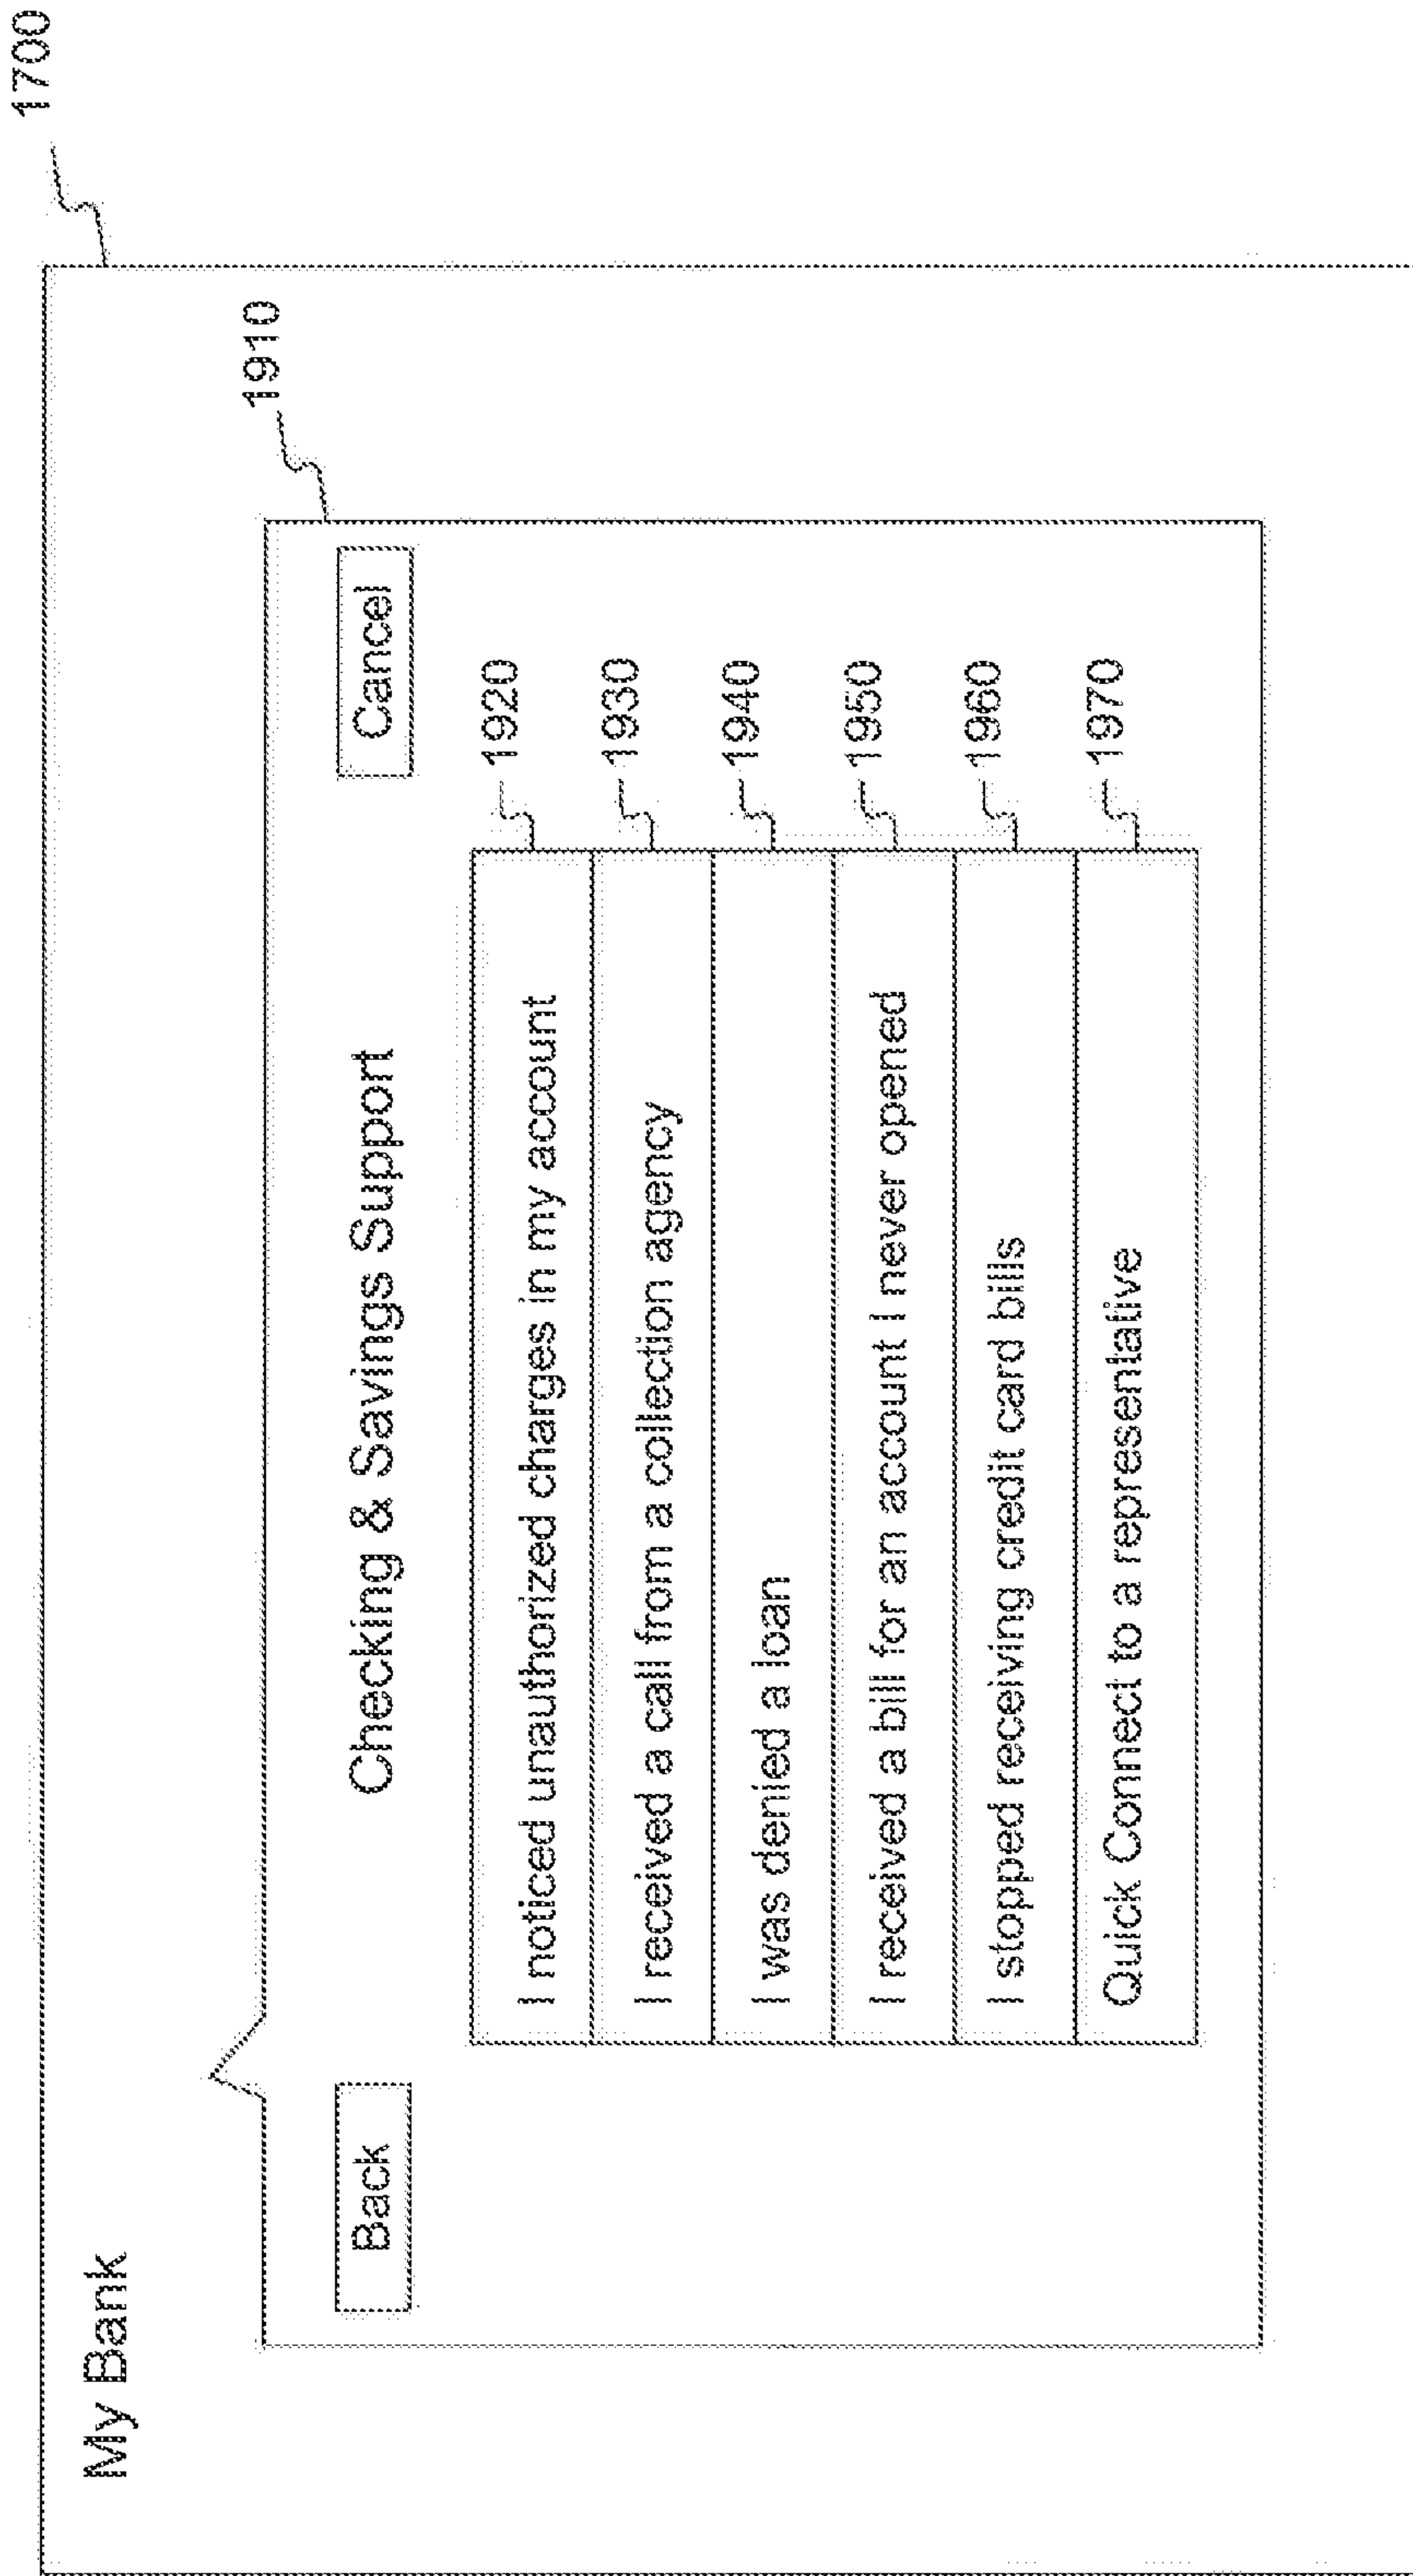 1700
My Bank
1910
Back
Checking & Savings Support
Cancel
I noticed unauthorized charges in my account
1920
I received a call from a collection agency
1930
I was denied a loan
1940
I received a bill for an account I never opened
1950
I stopped receiving credit card bills
1960
Quick Connect to a representative
1970